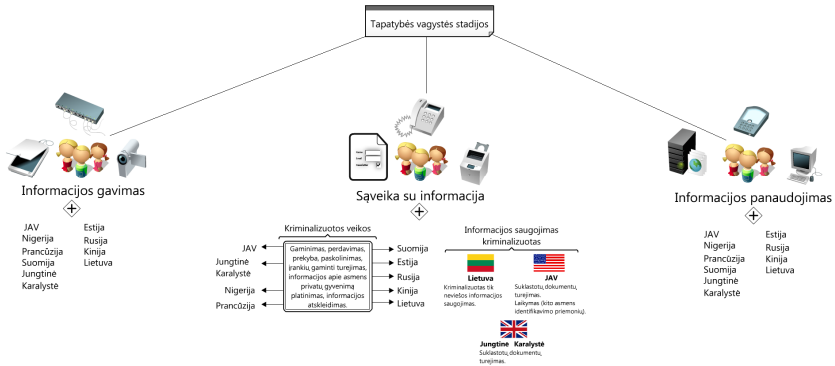 Tapatybės vagystės stadijos
Informacijos gavimas
JAV
Nigerija
Prancūzija
Suomija
Jungtinė
Karalystė
Estija
Rusija
Kinija
Lietuva
Sąveika su informacija
Kriminalizuotos veikos
JAV
Jungtinė
Karalystė
Nigerija
Prancūzija
Gaminimas, perdavimas,
prekyba, paskolinimas,
įrankių gaminti turejimas,
informacijos apie asmens
privatų gyvenimą
platinimas, informacijos
atskleidimas.
Suomija
Estija
Rusija
Kinija
Lietuva
Informacijos saugojimas
kriminalizuotas
Lietuva
Kriminalizuotas tik
neviešos informacijos
saugojimas.
JAV
Suklastotų dokumentų
turejimas.
Laikymas (kito asmens
identifikavimo priemonių).
Jungtinė Karalystė
Suklastotų dokumentų
turejimas.
Informacijos panaudojimas
JAV
Nigerija
Prancūzija
Suomija
Jungtinė
Karalystė
Estija
Rusija
Kinija
Lietuva